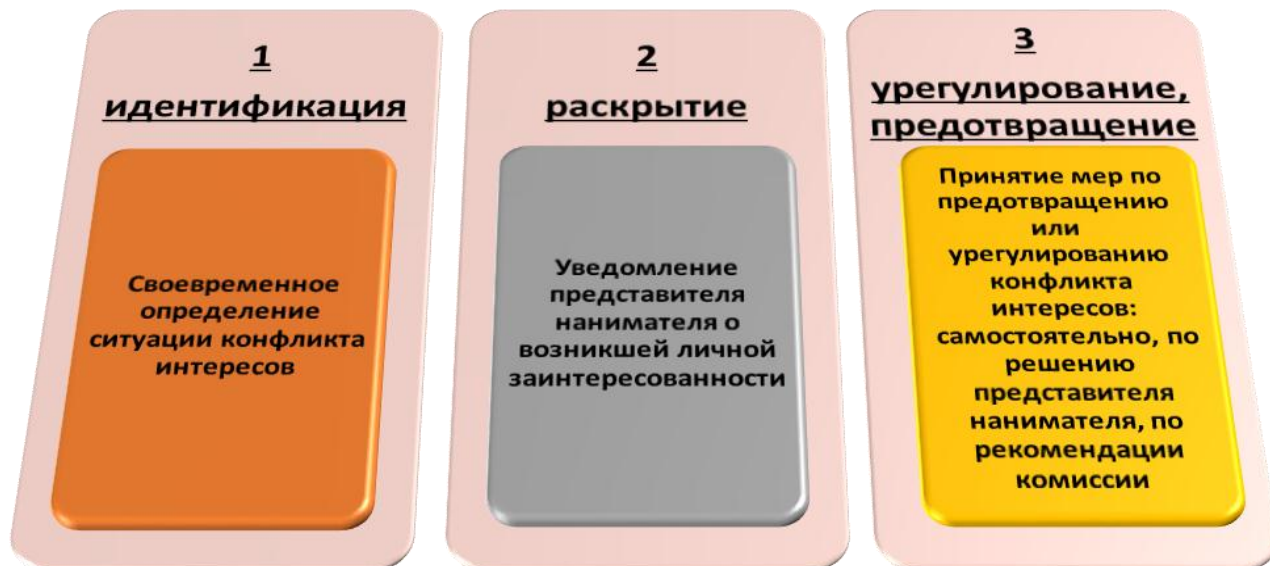 1
идентификация
Своевременное
определение
ситуации конфликта
интересов
2
раскрытие
Уведомление
представителя
нанимателя о
возникшей личной
заинтересованности
3
урегулирование,
предотвращение
Принятие мер по
предотвращению
или
урегулированию
конфликта
интересов:
самостоятельно, по
решению
представителя
нанимателя, по
рекомендации
комиссии